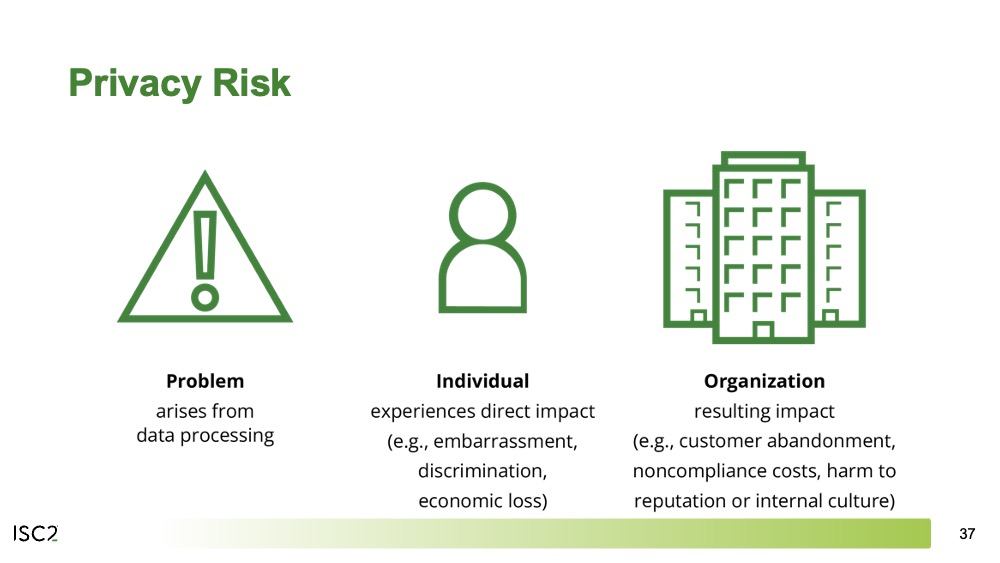 Privacy Risk
Problem
arises from
data processing
Individual
experiences direct impact
(e.g., embarrassment,
discrimination,
economic loss)
Organization
resulting impact
(e.g., customer abandonment,
noncompliance costs, harm to
reputation or internal culture)
ISC2
37